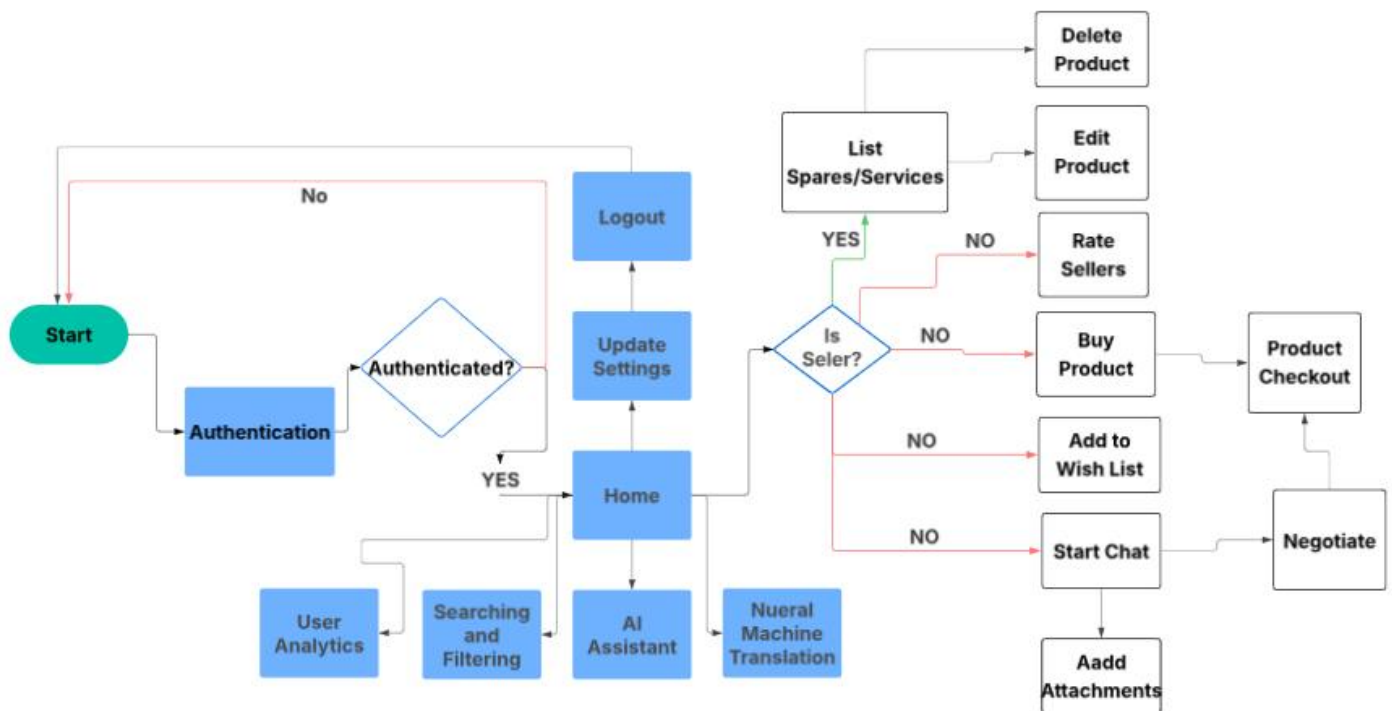 Delete
Product
List
Spares/Services
Edit
Product
No
Logout
YES
NO
Rate
Sellers
Start
Authenticated?
Update
Settings
Is
Seler?
NO
Buy
Product
Product
Checkout
Authentication
YES
Home
NO
Add to
Wish List
NO
Start Chat
Negotiate
User
Analytics
Searching
and
Filtering
AI
Assistant
Nueral
Machine
Translation
Aadd
Attachments